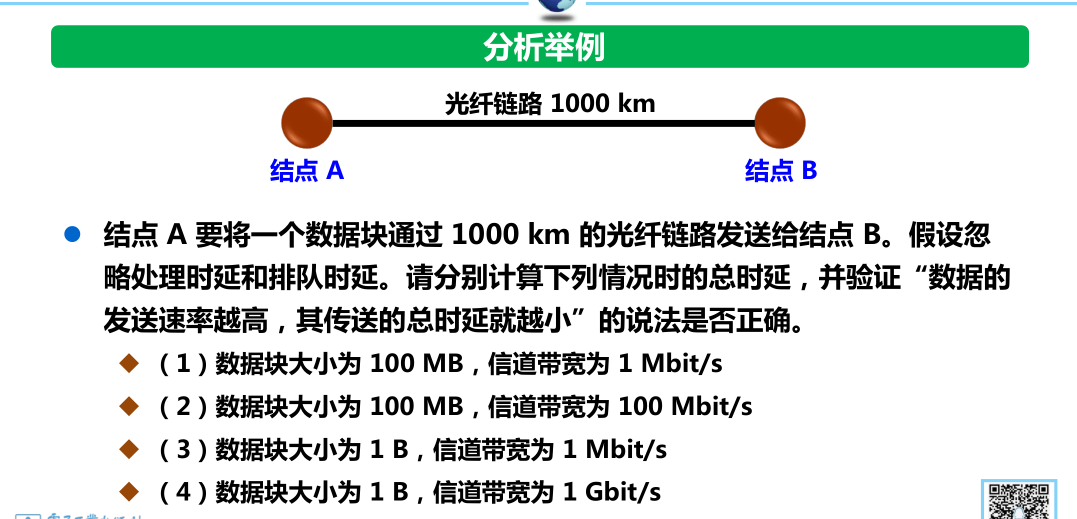 分析举例
光纤链路 1000 km
结点 A
结点 B
结点 A 要将一个数据块通过 1000 km 的光纤链路发送给结点 B。假设忽
略处理时延和排队时延。请分别计算下列情况时的总时延，并验证“数据的
发送速率越高，其传送的总时延就越小”的说法是否正确。
（1）数据块大小为 100 MB，信道带宽为 1 Mbit/s
（2）数据块大小为 100 MB，信道带宽为 100 Mbit/s
（3）数据块大小为 1 B，信道带宽为 1 Mbit/s
（4）数据块大小为 1 B，信道带宽为 1 Gbit/s